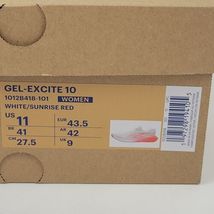 GEL-EXCITE 10
1012B418-101 WOMEN
WHITE/SUNRISE RED
US 11 EUR 43.5
BR 41 AR 42
CM 27.5 US 9